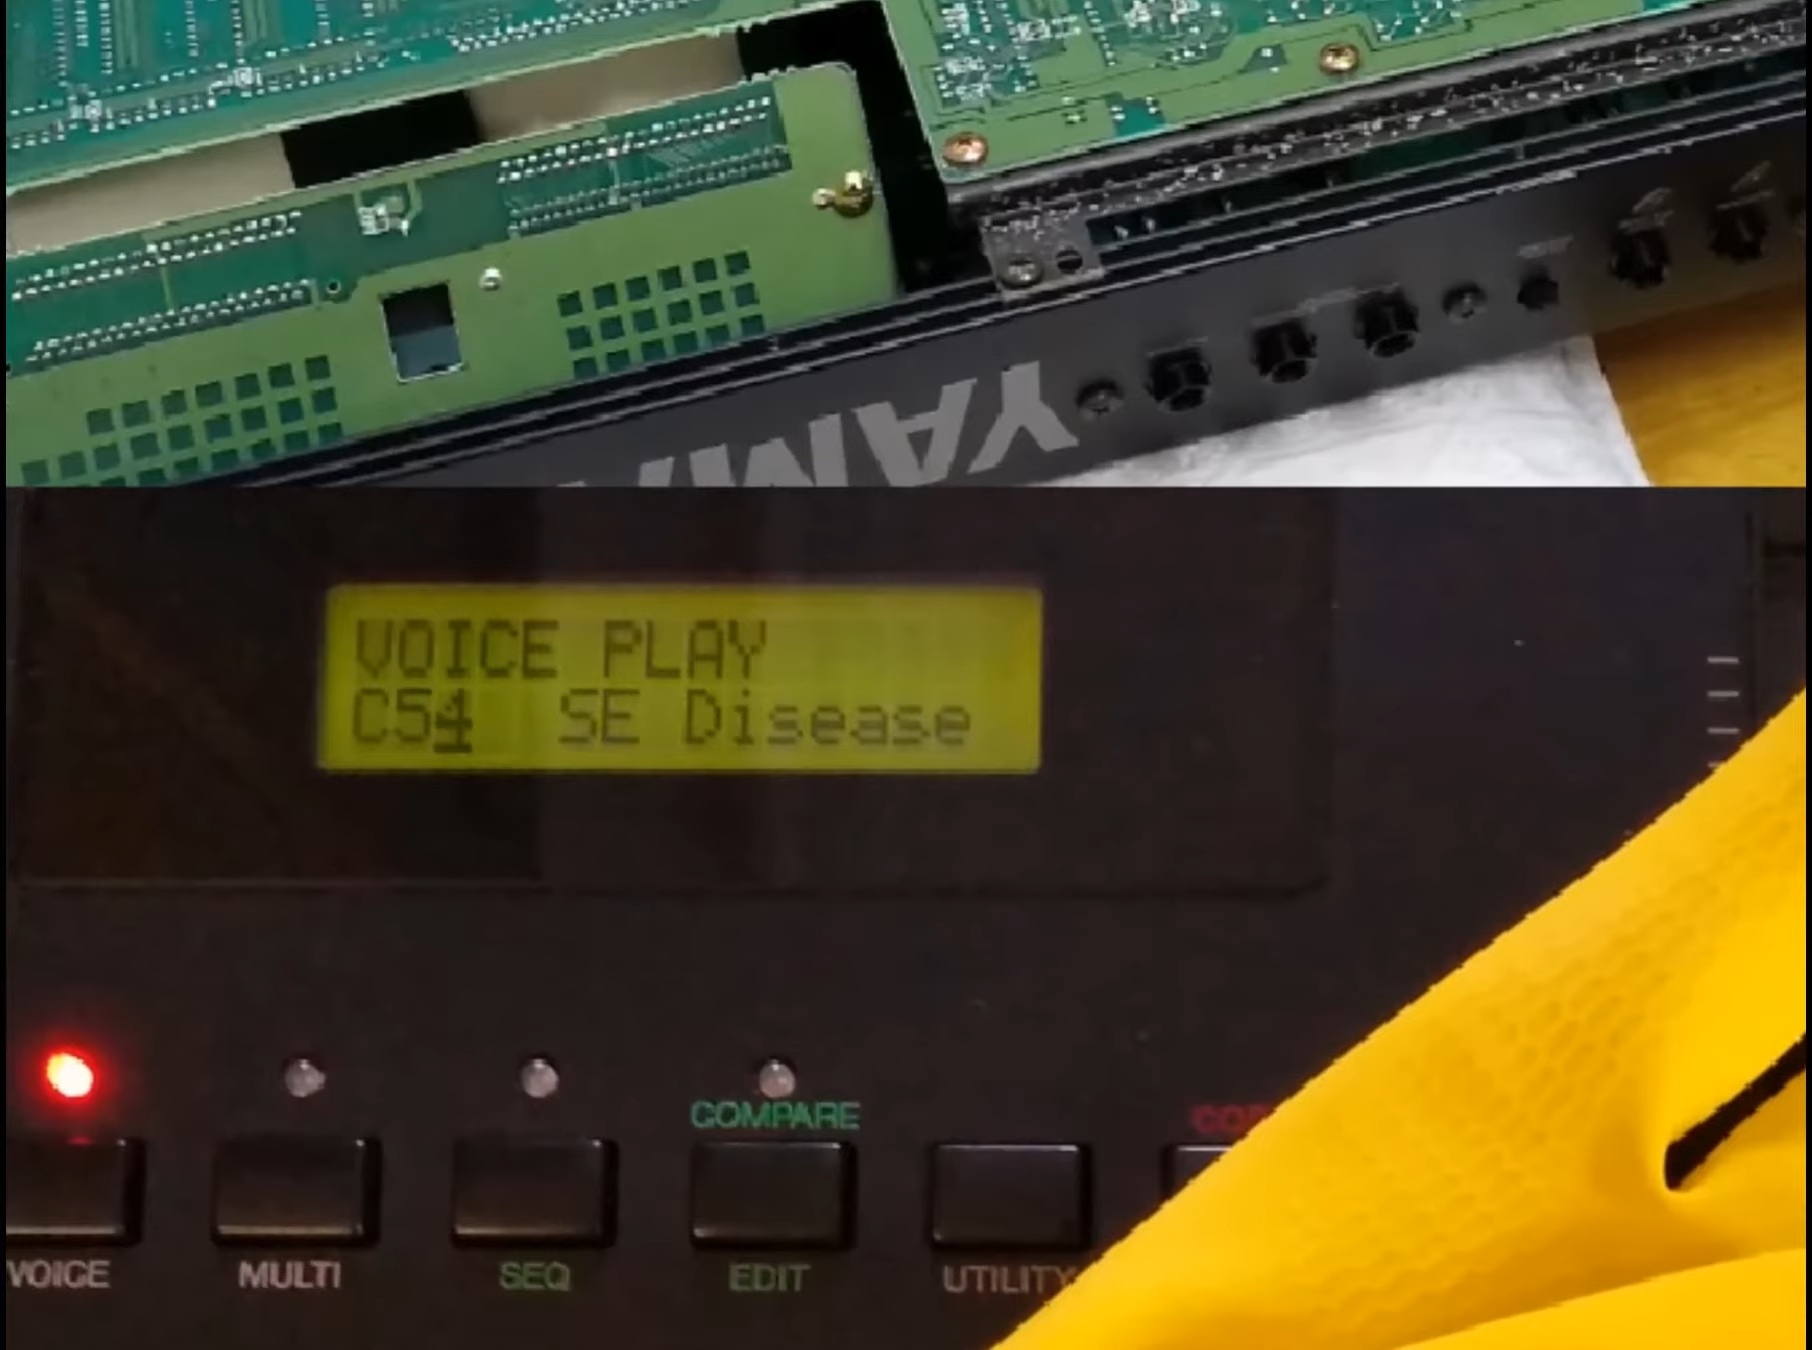 YAMA
VOICE PLAY
C54 SE Disease
COMPARE
VOICE
MULTI
SEQ
EDIT
UTILITY